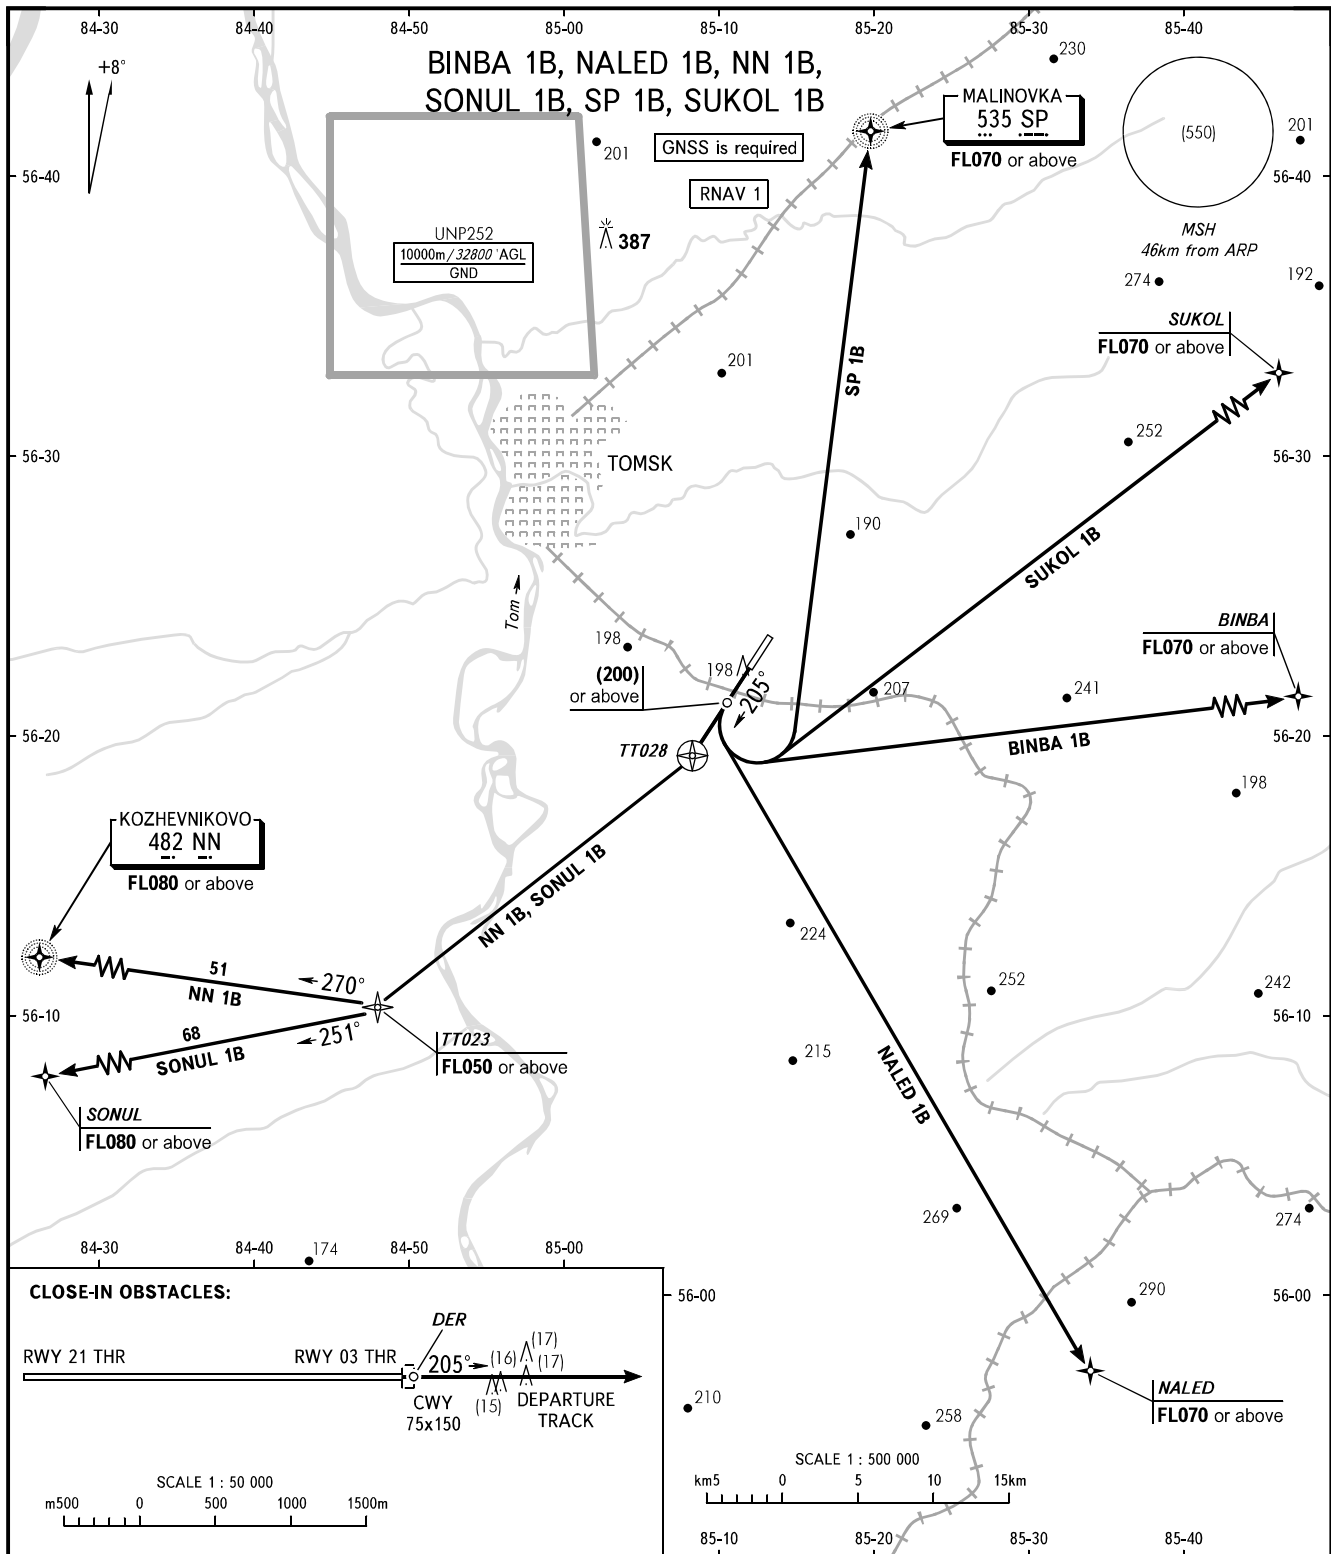 84-30
84-40
84-50
85-00
85-20
85-30
85-40
+8°
BINBA 1B, NALED 1B, NN 1B,
SONUL 1B, SP 1B, SUKOL 1B
230
MALINOVKA
535 SP
FL070 or above
(550)
201
201
GNSS is required
56-40
56-40
RNAV 1
MSH
46km from ARP
UNP252
10000m/32800 'AGL
GND
387
274
192
SUKOL
FL070 or above
201
SP 1B
252
56-30
56-30
TOMSK
190
SUKOL 1B
Tom
BINBA
FL070 or above
198
(200)
or above
198
205°
207
241
56-20
56-20
TT028
BINBA 1B
198
KOZHEVNIKOVO
482 NN
FL080 or above
NN 1B, SONUL 1B
224
51
NN 1B
270°
252
242
56-10
56-10
68
SONUL 1B
251°
TT023
FL050 or above
215
NALED 1B
SONUL
FL080 or above
269
274
84-30
84-40
84-50
85-00
174
CLOSE-IN OBSTACLES:
56-00
56-00
290
DER
RWY 21 THR
RWY 03 THR
205°
(16)
(17)
(17)
(15)
CWY
75x150
DEPARTURE
TRACK
NALED
FL070 or above
210
258
SCALE 1 : 50 000
m500
0
500
1000
1500m
SCALE 1 : 500 000
km5
0
5
10
15km
85-10
85-20
85-30
85-40